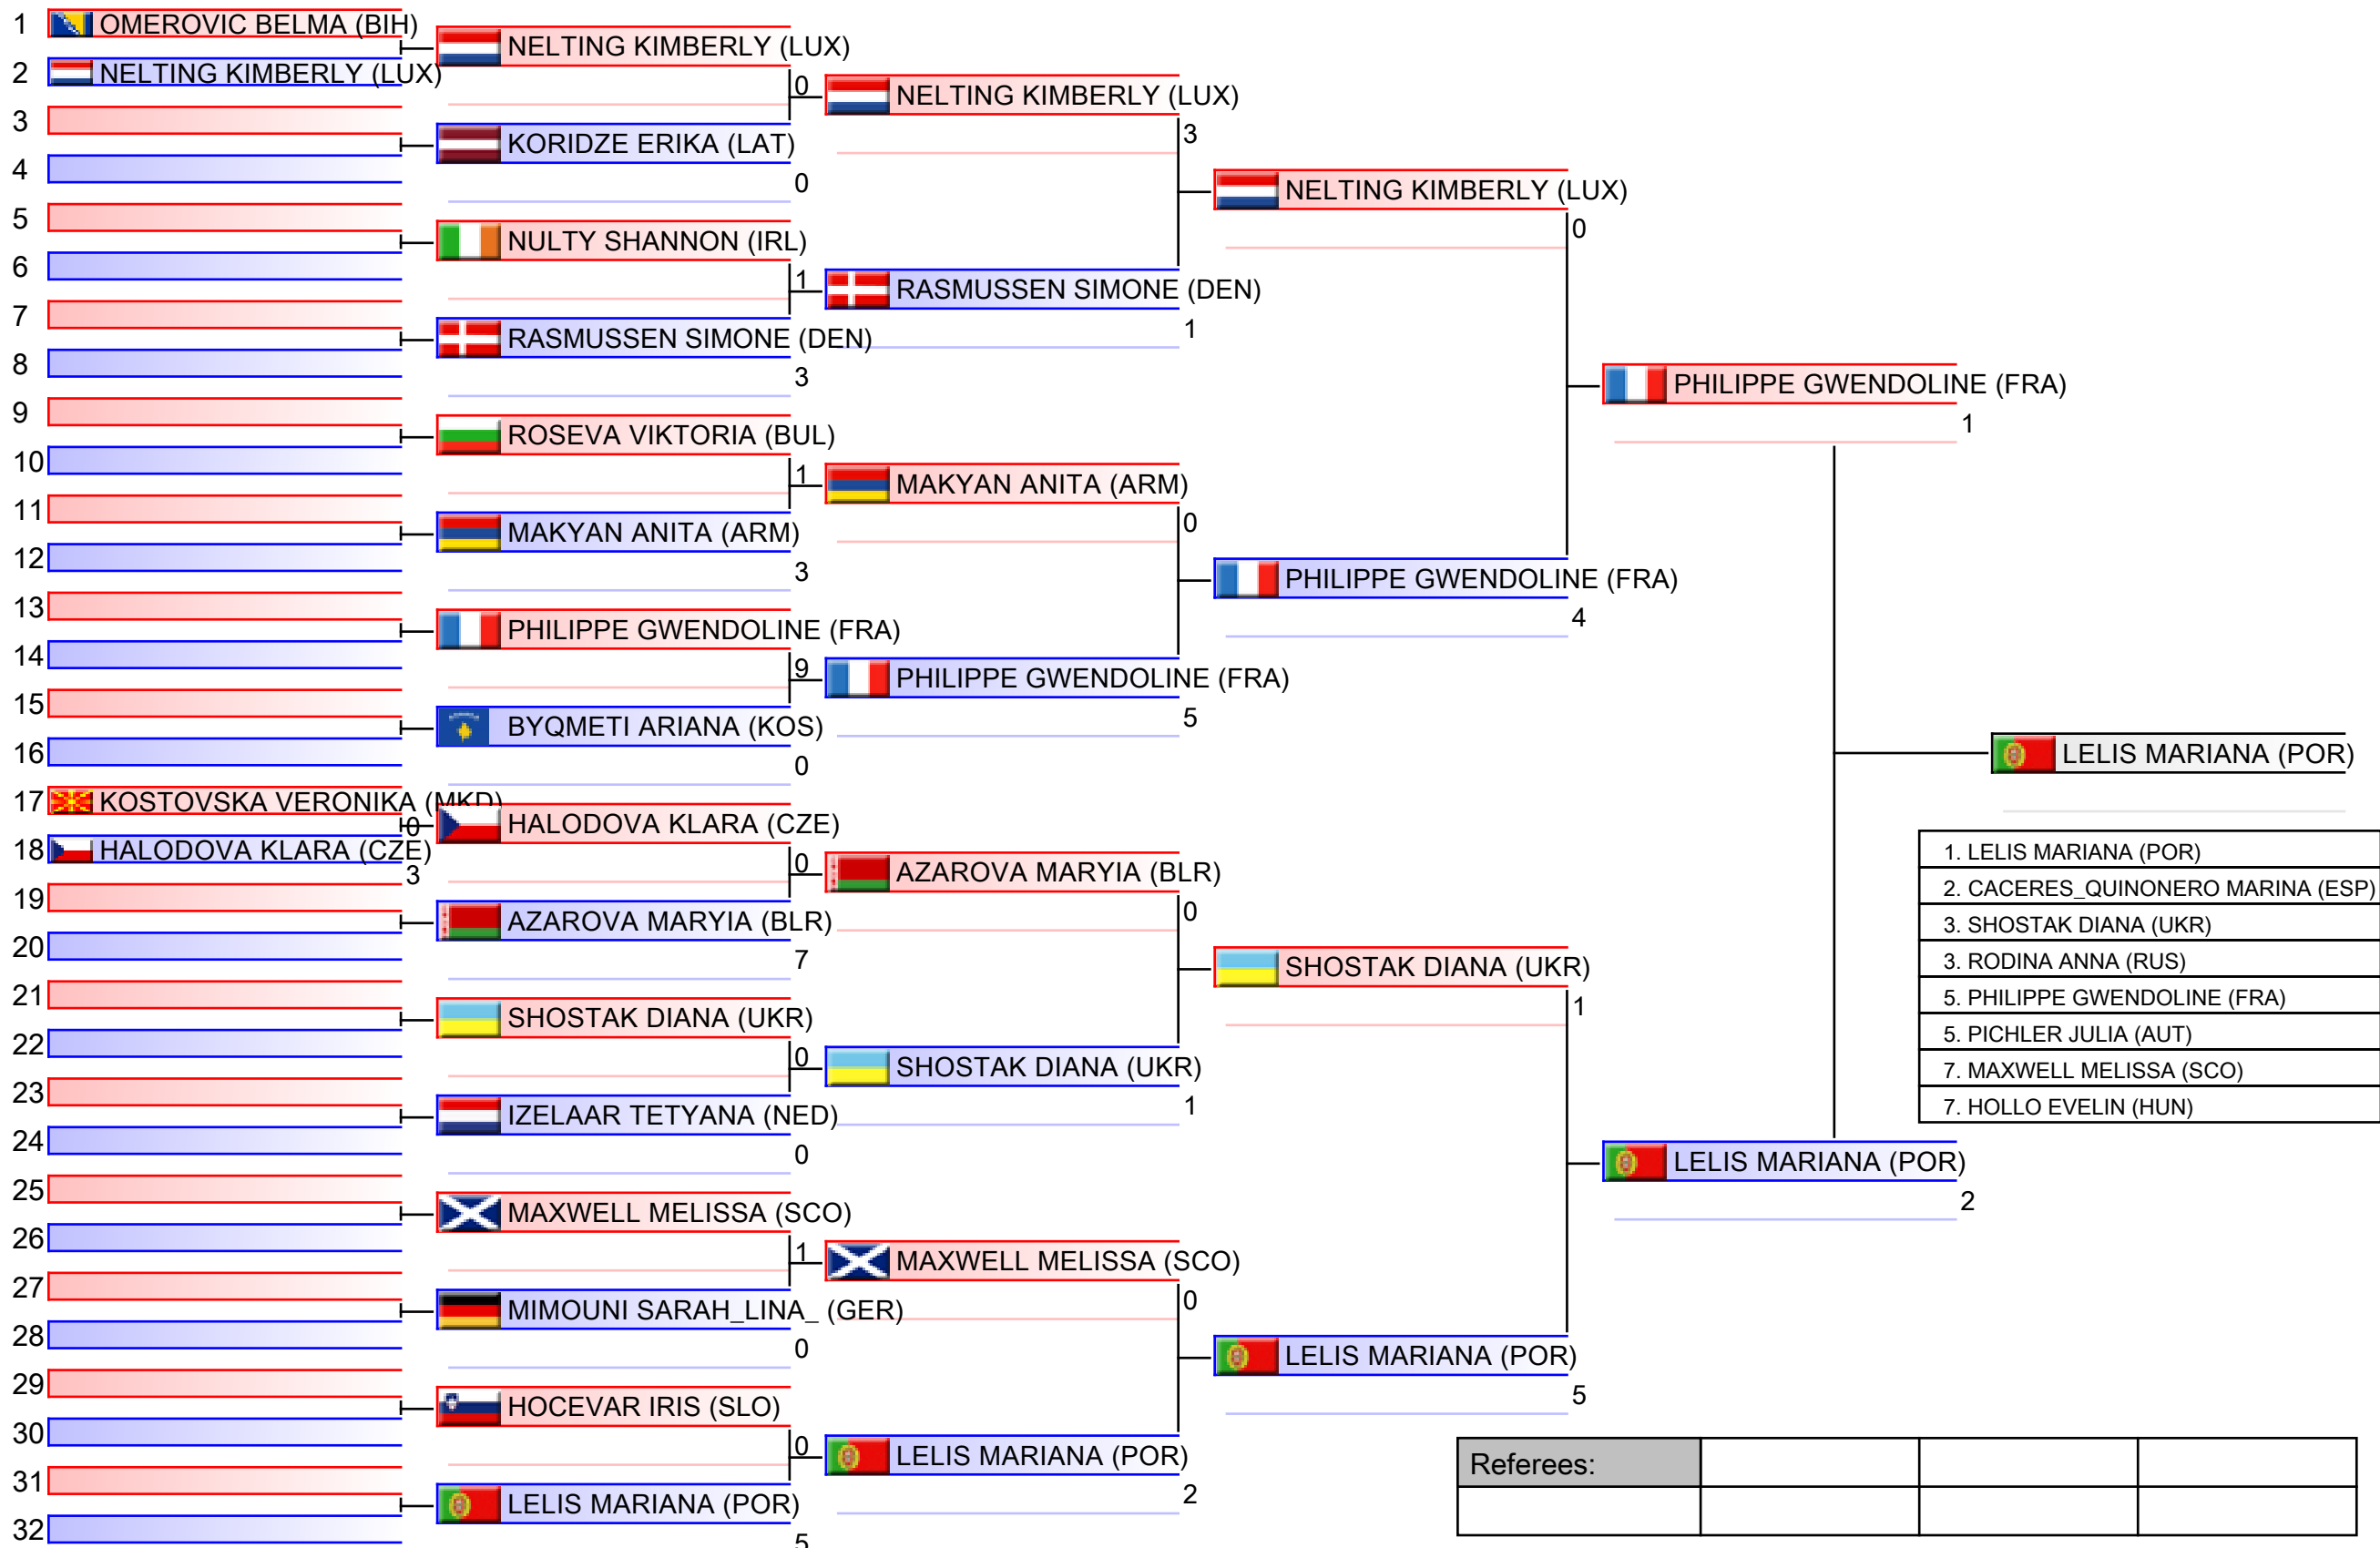 1 OMEROVIC BELMA (BIH)
2 NELTING KIMBERLY (LUX)
3
4
5
6
7
8
9
10
11
12
13
14
15
16
17 KOSTOVSKA VERONIKA (MKD)
0
18 HALODOVA KLARA (CZE)
3
19
20
21
22
23
24
25
26
27
28
29
30
31
32
NELTING KIMBERLY (LUX)
0
KORIDZE ERIKA (LAT)
0
NULTY SHANNON (IRL)
1
RASMUSSEN SIMONE (DEN)
3
ROSEVA VIKTORIA (BUL)
1
MAKYAN ANITA (ARM)
3
PHILIPPE GWENDOLINE (FRA)
9
BYQMETI ARIANA (KOS)
0
HALODOVA KLARA (CZE)
0
AZAROVA MARYIA (BLR)
7
SHOSTAK DIANA (UKR)
0
IZELAAR TETYANA (NED)
0
MAXWELL MELISSA (SCO)
1
MIMOUNI SARAH_LINA_ (GER)
0
HOCEVAR IRIS (SLO)
0
LELIS MARIANA (POR)
5
NELTING KIMBERLY (LUX)
3
RASMUSSEN SIMONE (DEN)
1
MAKYAN ANITA (ARM)
0
PHILIPPE GWENDOLINE (FRA)
5
AZAROVA MARYIA (BLR)
0
SHOSTAK DIANA (UKR)
1
MAXWELL MELISSA (SCO)
0
LELIS MARIANA (POR)
2
NELTING KIMBERLY (LUX)
0
PHILIPPE GWENDOLINE (FRA)
4
SHOSTAK DIANA (UKR)
1
LELIS MARIANA (POR)
5
PHILIPPE GWENDOLINE (FRA)
1
LELIS MARIANA (POR)
2
LELIS MARIANA (POR)
1. LELIS MARIANA (POR)
2. CACERES_QUINONERO MARINA (ESP)
3. SHOSTAK DIANA (UKR)
3. RODINA ANNA (RUS)
5. PHILIPPE GWENDOLINE (FRA)
5. PICHLER JULIA (AUT)
7. MAXWELL MELISSA (SCO)
7. HOLLO EVELIN (HUN)
Referees: